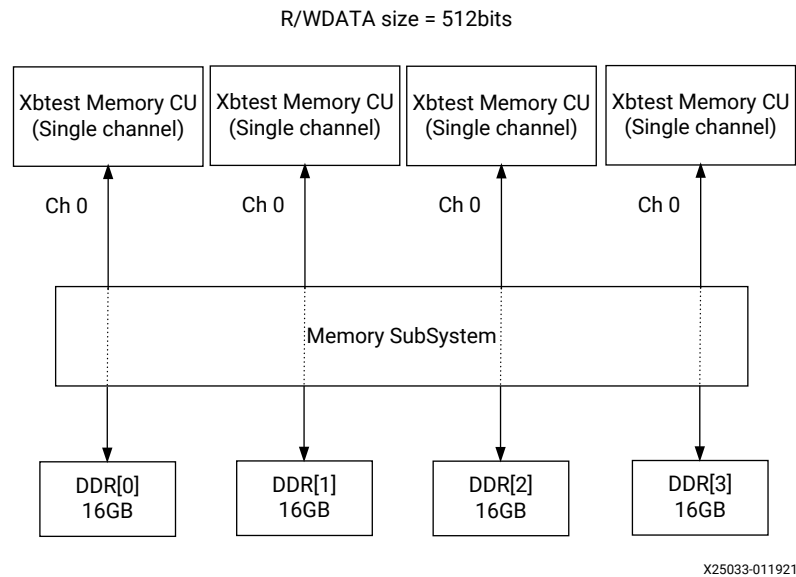 R/WDATA size = 512bits
Xbtest Memory CU
(Single channel)
Xbtest Memory CU
(Single channel)
Xbtest Memory CU
(Single channel)
Xbtest Memory CU
(Single channel)
Ch 0
Ch 0
Ch 0
Ch 0
Memory SubSystem
DDR[0]
16GB
DDR[1]
16GB
DDR[2]
16GB
DDR[3]
16GB
X25033-011921